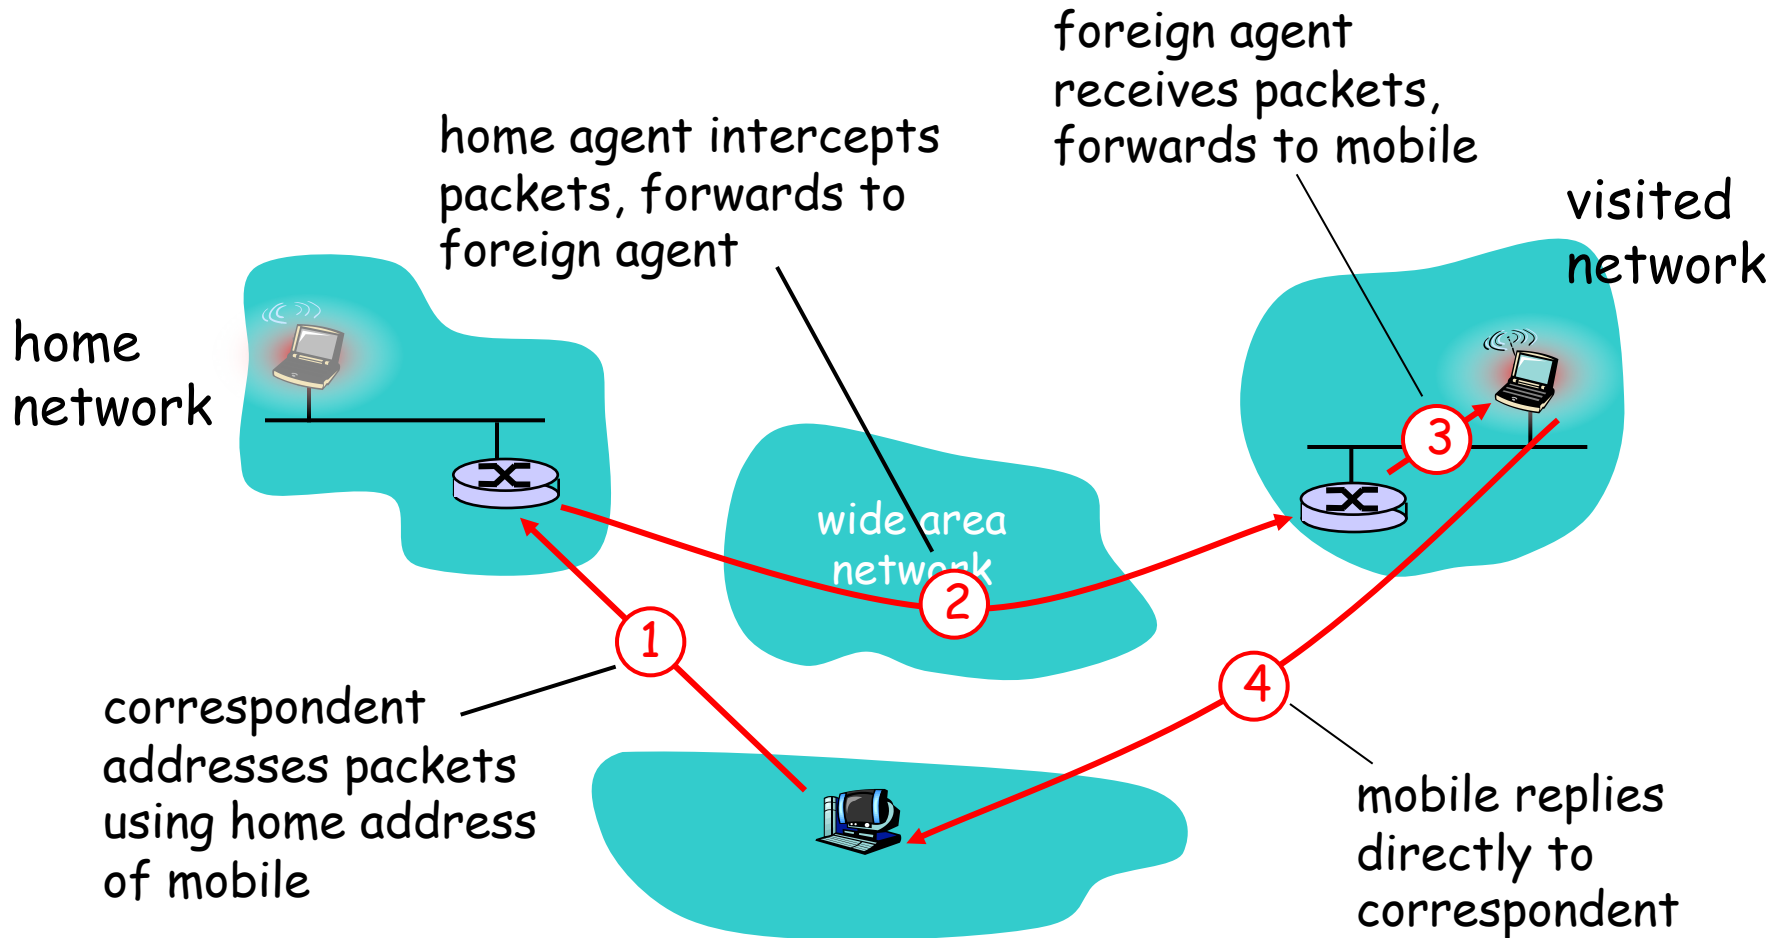 foreign agent
receives packets,
forwards to mobile
home agent intercepts
packets, forwards to
foreign agent
visited
network
home
network
3
wide area
network
2
1
4
correspondent
addresses packets
using home address
of mobile
mobile replies
directly to
correspondent